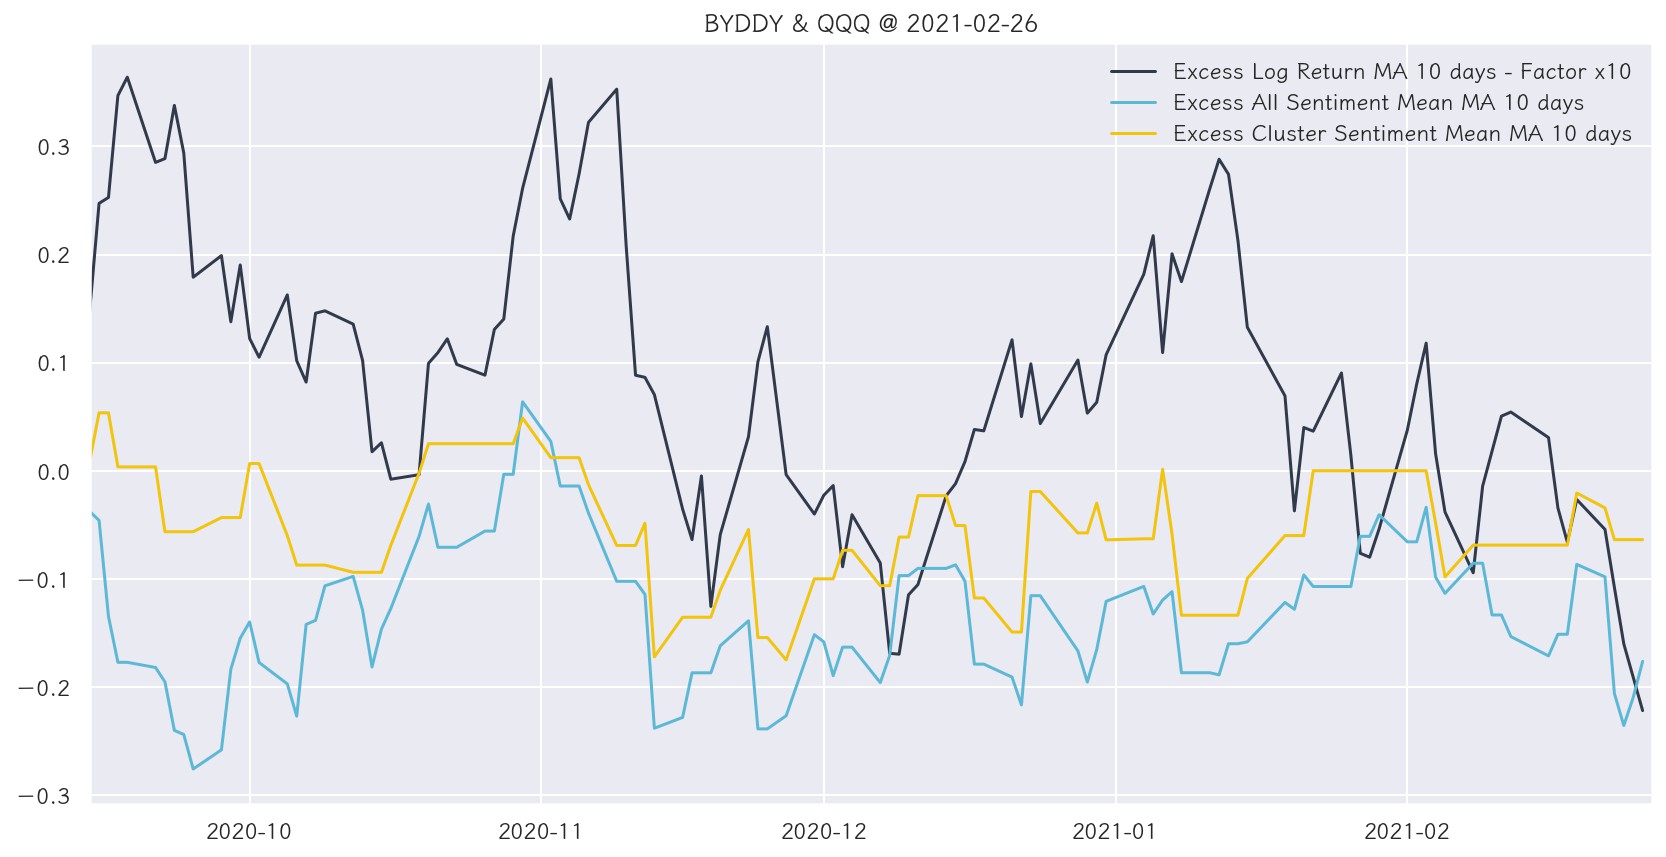 BYDDY & QQQ @ 2021-02-26
Excess Log Return MA 10 days - Factor x10
Excess All Sentiment Mean MA 10 days
Excess Cluster Sentiment Mean MA 10 days
0.3
0.2
0.1
0.0
−0.1
−0.2
−0.3
2020-10 2020-11 2020-12 2021-01 2021-02